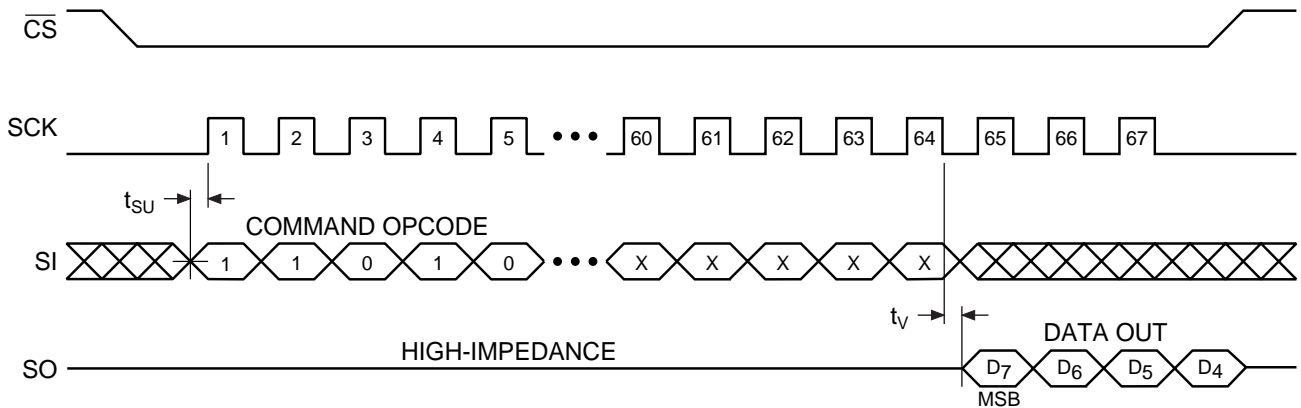 CS
SCK 1 2 3 4 5 ••• 60 61 62 63 64 65 66 67
tSU
COMMAND OPCODE
SI 1 1 0 1 0 ••• X X X X X
tV
DATA OUT
HIGH-IMPEDANCE
SO D7 D6 D5 D4
MSB